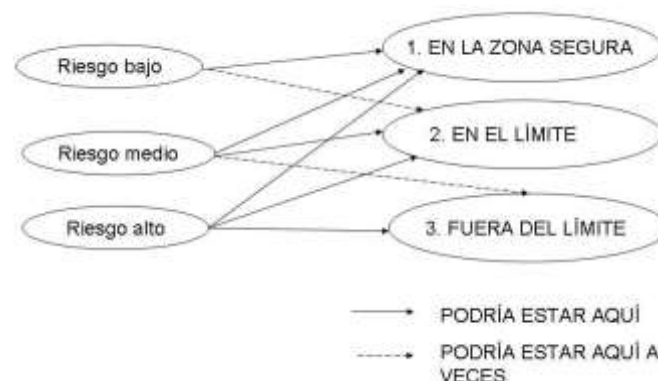 1. EN LA ZONA SEGURA
Riesgo bajo
2. EN EL LÍMITE
Riesgo medio
Riesgo alto
3. FUERA DEL LÍMITE
PODRÍA ESTAR AQUÍ
PODRÍA ESTAR AQUÍ A
VECES